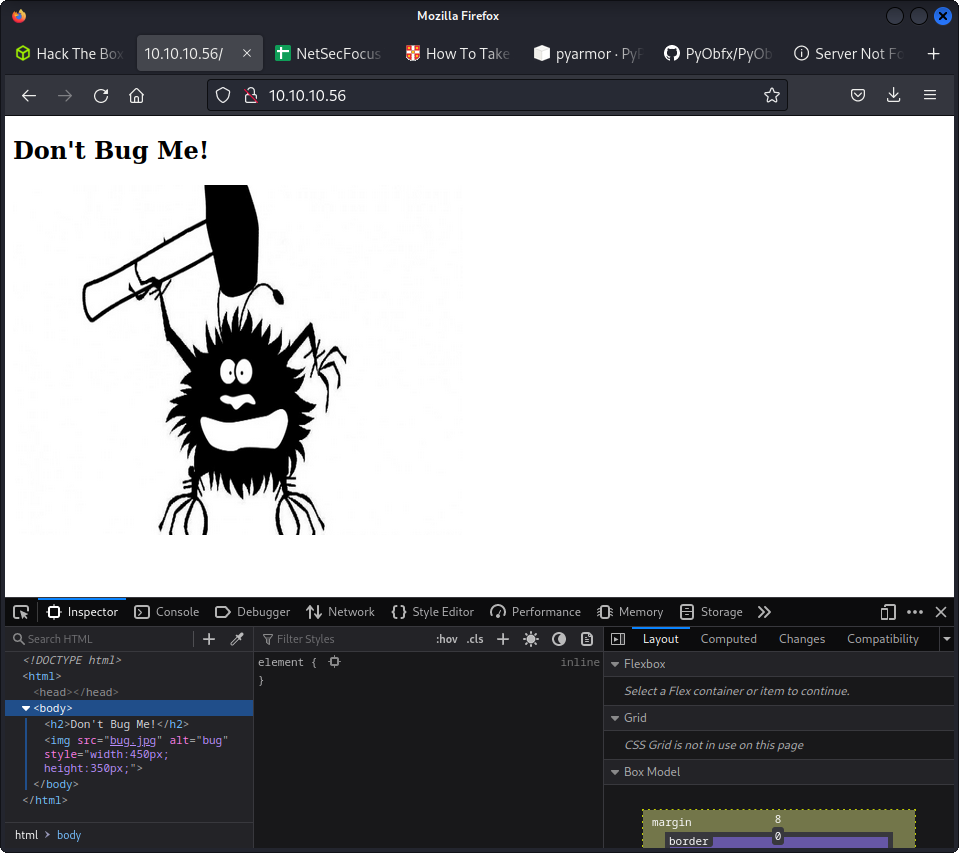 Mozilla Firefox
Hack The Box
10.10.10.56/
NetSecFocus
How To Take
pyarmor · PyP
PyObfx/PyOb
Server Not Fo
10.10.10.56
Don't Bug Me!
Inspector
Console
Debugger
Network
Style Editor
Performance
Memory
Storage
Search HTML
Filter Styles
:hov
.cls
Layout
Computed
Changes
Compatibility
<!DOCTYPE html>
<html>
<head></head>
<body>
<h2>Don't Bug Me!</h2>
<img src="bug.jpg" alt="bug"
style="width:450px;
height:350px;">
</body>
</html>
html > body
element {
inline
}
Flexbox
Select a Flex container or item to continue.
Grid
CSS Grid is not in use on this page
Box Model
margin
8
border
0